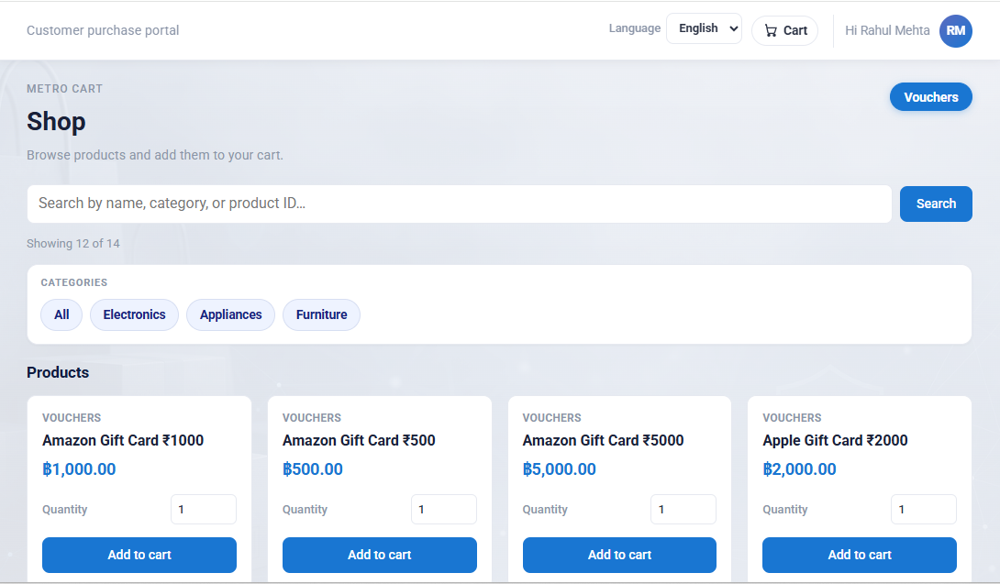 Customer purchase portal
Language English Cart Hi Rahul Mehta RM
METRO CART
Vouchers
Shop
Browse products and add them to your cart.
Search by name, category, or product ID... Search
Showing 12 of 14
CATEGORIES
All Electronics Appliances Furniture
Products
VOUCHERS VOUCHERS VOUCHERS VOUCHERS
Amazon Gift Card ₹1000 Amazon Gift Card ₹500 Amazon Gift Card ₹5000 Apple Gift Card ₹2000
฿1,000.00 ฿500.00 ฿5,000.00 ฿2,000.00
Quantity 1 Quantity 1 Quantity 1 Quantity 1
Add to cart Add to cart Add to cart Add to cart